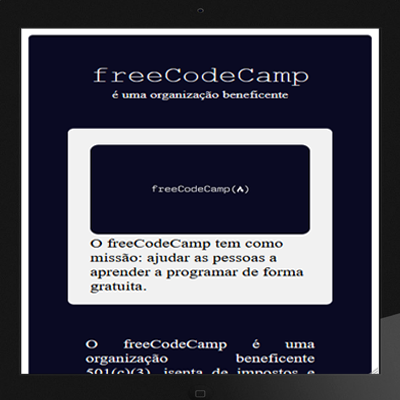 freeCodeCamp
é uma organização beneficente
freeCodeCamp(🔥)
O freeCodeCamp tem como
missão: ajudar as pessoas a
aprender a programar de forma
gratuita.
O freeCodeCamp é uma
organização beneficente
501(c)(3), isenta de impostos e